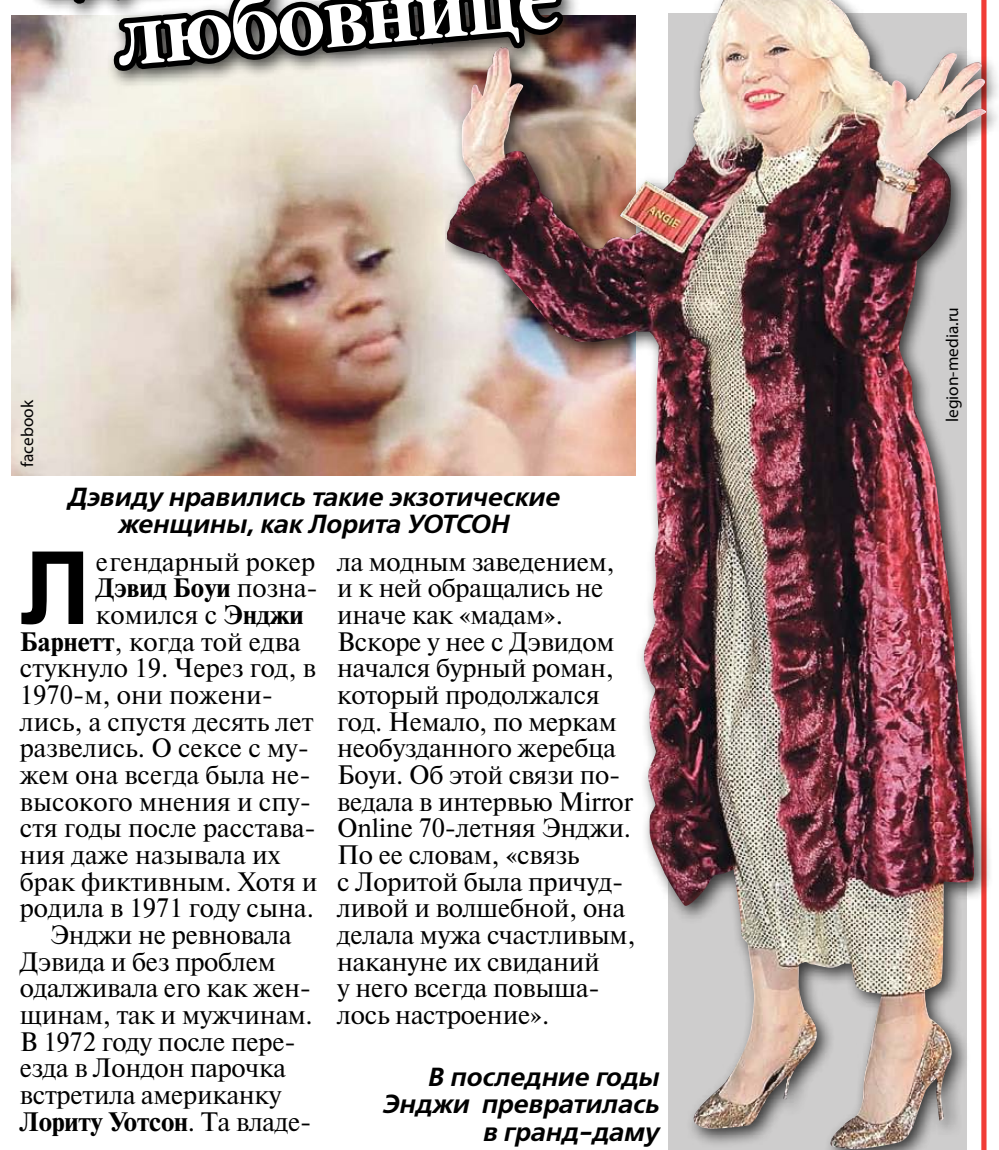 любовнице
ANGIE
facebook
legion-media.ru
Дэвиду нравились такие экзотические
женщины, как Лорита УОТСОН
Легендарный рокер
Дэвид Боуи позна-
комился с Энджи
Барнетт, когда той едва
стукнуло 19. Через год, в
1970-м, они пожени-
лись, а спустя десять лет
развелись. О сексе с му-
жем она всегда была не-
высокого мнения и спу-
стя годы после расстава-
ния даже называла их
брак фиктивным. Хотя и
родила в 1971 году сына.
Энджи не ревновала
Дэвида и без проблем
одалживала его как жен-
щинам, так и мужчинам.
В 1972 году после пере-
езда в Лондон парочка
встретила американку
Лориту Уотсон. Та владе-
ла модным заведением,
и к ней обращались не
иначе как «мадам».
Вскоре у нее с Дэвидом
начался бурный роман,
который продолжался
год. Немало, по меркам
необузданного жеребца
Боуи. Об этой связи по-
ведала в интервью Mirror
Online 70-летняя Энджи.
По ее словам, «связь
с Лоритой была причуд-
ливой и волшебной, она
делала мужа счастливым,
накануне их свиданий
у него всегда повыша-
лось настроение».
В последние годы
Энджи превратилась
в гранд-даму